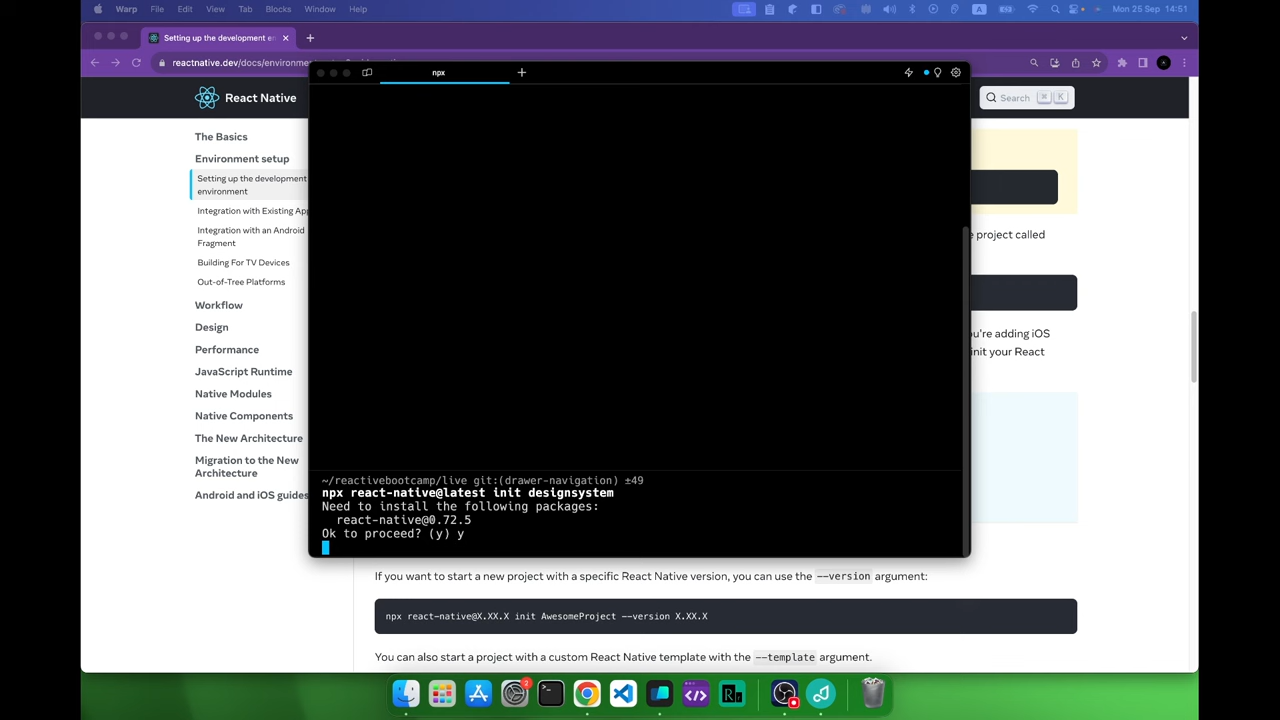 Warp File Edit View Tab Blocks Window Help
A
Mon 25 Sep 14:51
Setting up the development en
reactnative.dev/docs/environmen
npx
React Native
Search ⌘ K
The Basics
Environment setup
Setting up the development
environment
Integration with Existing App
Integration with an Android
Fragment
Building For TV Devices
Out-of-Tree Platforms
Workflow
Design
Performance
JavaScript Runtime
Native Modules
Native Components
The New Architecture
Migration to the New
Architecture
Android and iOS guides
e project called
ou're adding iOS
init your React
~/reactivebootcamp/live git:(drawer-navigation) ±49
npx react-native@latest init designsystem
Need to install the following packages:
react-native@0.72.5
Ok to proceed? (y) y
If you want to start a new project with a specific React Native version, you can use the --version argument:
npx react-native@X.XX.X init AwesomeProject --version X.XX.X
You can also start a project with a custom React Native template with the --template argument.
2